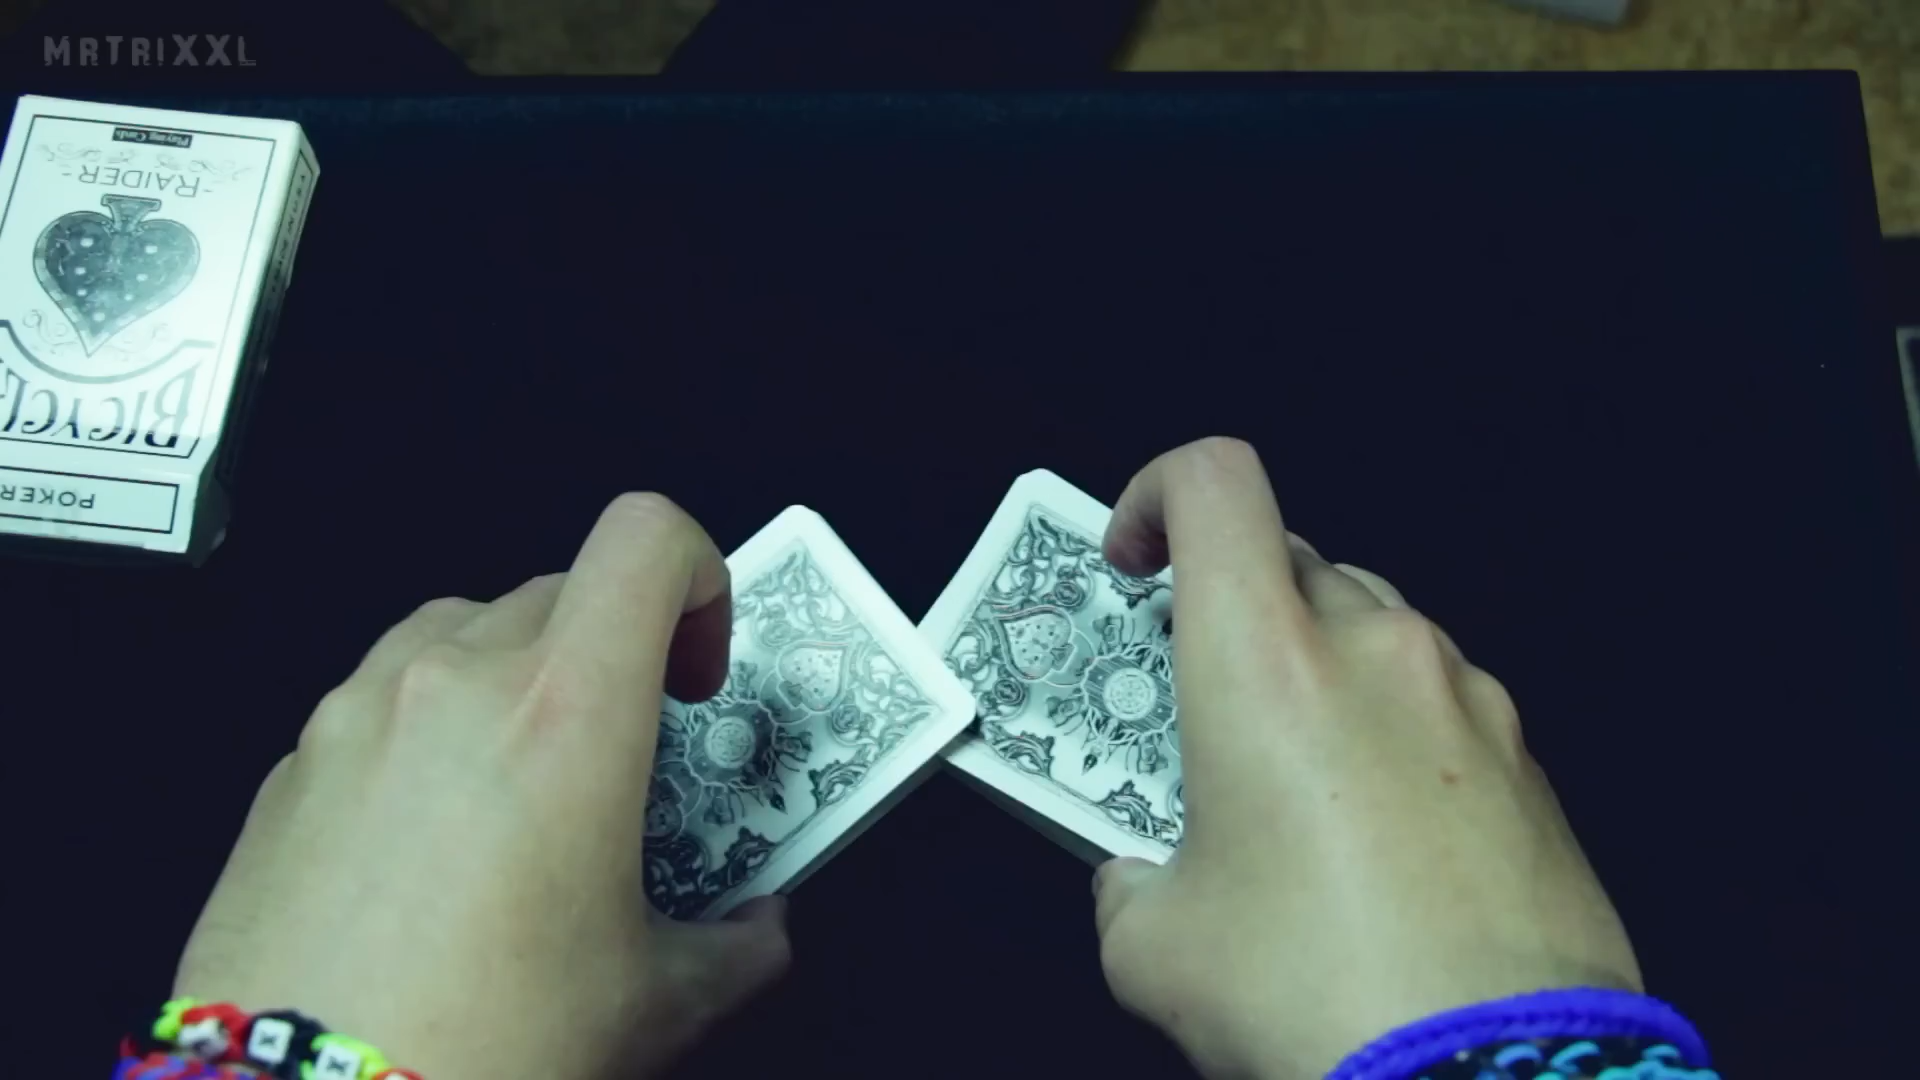 MRTRIXXL
Playing Cards
-RAIDER-
BICYCLE
POKER
X
X